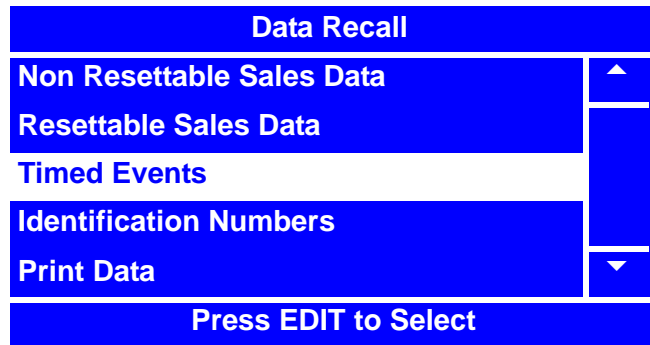 Data Recall
Non Resettable Sales Data
Resettable Sales Data
Timed Events
Identification Numbers
Print Data
Press EDIT to Select